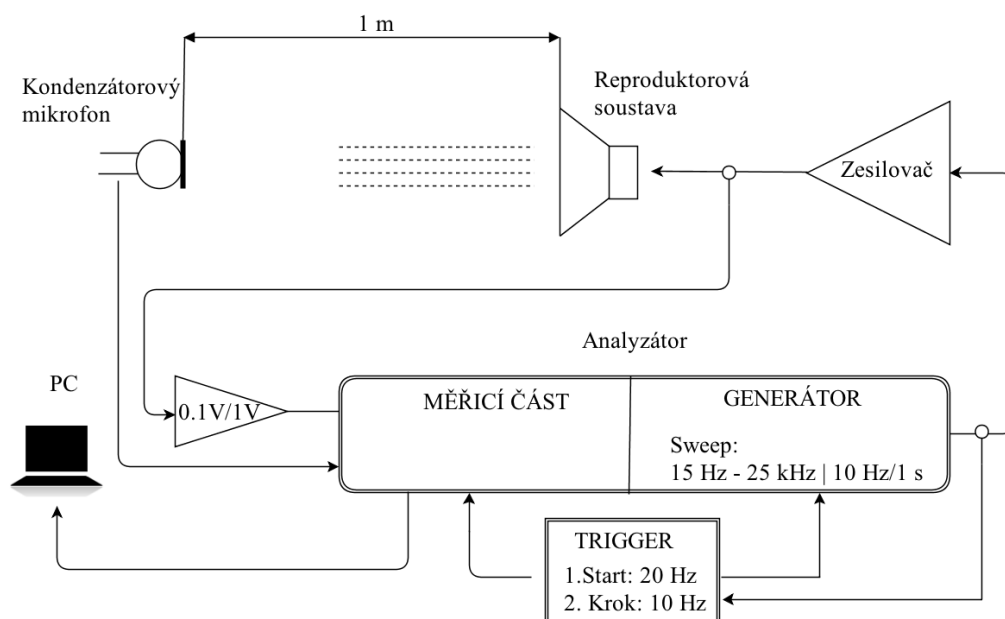 1 m
Kondenzátorový
mikrofon
Reproduktorová
soustava
Zesilovač
Analyzátor
PC
0.1V/1V
MĚŘICÍ ČÁST
GENERÁTOR
Sweep:
15 Hz - 25 kHz | 10 Hz/1 s
TRIGGER
1.Start: 20 Hz
2. Krok: 10 Hz